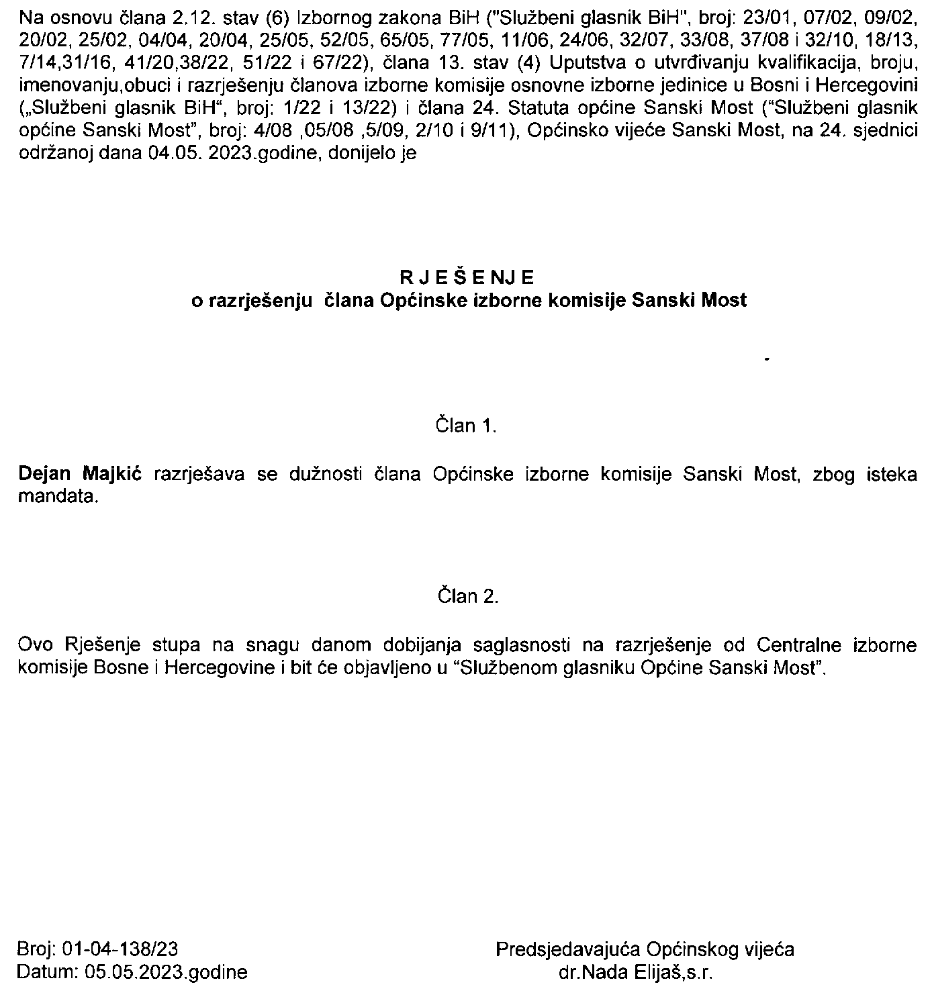 Na osnovu člana 2.12. stav (6) Izbornog zakona BiH ("Službeni glasnik BiH", broj: 23/01, 07/02, 09/02,
20/02, 25/02, 04/04, 20/04, 25/05, 52/05, 65/05, 77/05, 11/06, 24/06, 32/07, 33/08, 37/08 i 32/10, 18/13,
7/14,31/16, 41/20,38/22, 51/22 i 67/22), člana 13. stav (4) Uputstva o utvrđivanju kvalifikacija, broju,
imenovanju,obuci i razrješenju članova izborne komisije osnovne izborne jedinice u Bosni i Hercegovini
(„Službeni glasnik BiH“, broj: 1/22 i 13/22) i člana 24. Statuta općine Sanski Most (“Službeni glasnik
općine Sanski Most”, broj: 4/08 ,05/08 ,5/09, 2/10 i 9/11), Općinsko vijeće Sanski Most, na 24. sjednici
održanoj dana 04.05. 2023.godine, donijelo je
R J E Š E NJ E
o razrješenju člana Općinske izborne komisije Sanski Most
Član 1.
Dejan Majkić razrješava se dužnosti člana Općinske izborne komisije Sanski Most, zbog isteka
mandata.
Član 2.
Ovo Rješenje stupa na snagu danom dobijanja saglasnosti na razrješenje od Centralne izborne
komisije Bosne i Hercegovine i bit će objavljeno u “Službenom glasniku Općine Sanski Most”.
Broj: 01-04-138/23 Predsjedavajuća Općinskog vijeća
Datum: 05.05.2023.godine dr.Nada Elijaš,s.r.